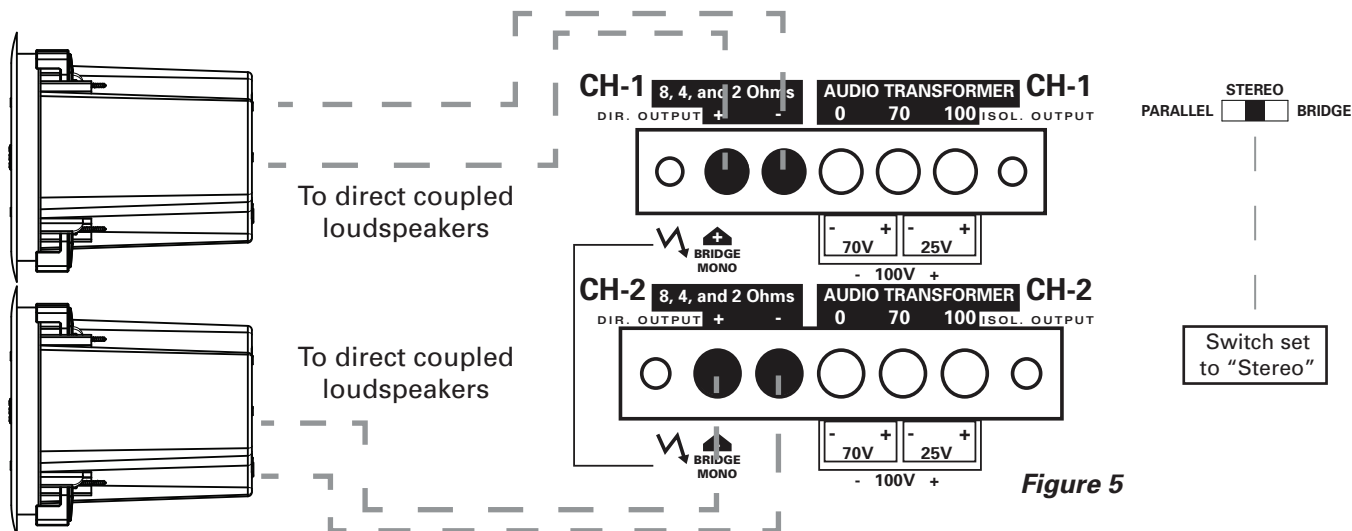 CH-1 8, 4, and 2 Ohms AUDIO TRANSFORMER CH-1
DIR. OUTPUT + - 0 70 100 ISOL. OUTPUT
STEREO
PARALLEL BRIDGE
To direct coupled
loudspeakers
+
BRIDGE
MONO
- + - +
70V 25V
- 100V +
CH-2 8, 4, and 2 Ohms AUDIO TRANSFORMER CH-2
DIR. OUTPUT + - 0 70 100 ISOL. OUTPUT
To direct coupled
loudspeakers
Switch set
to “Stereo”
BRIDGE
MONO
- + - +
70V 25V
- 100V +
Figure 5